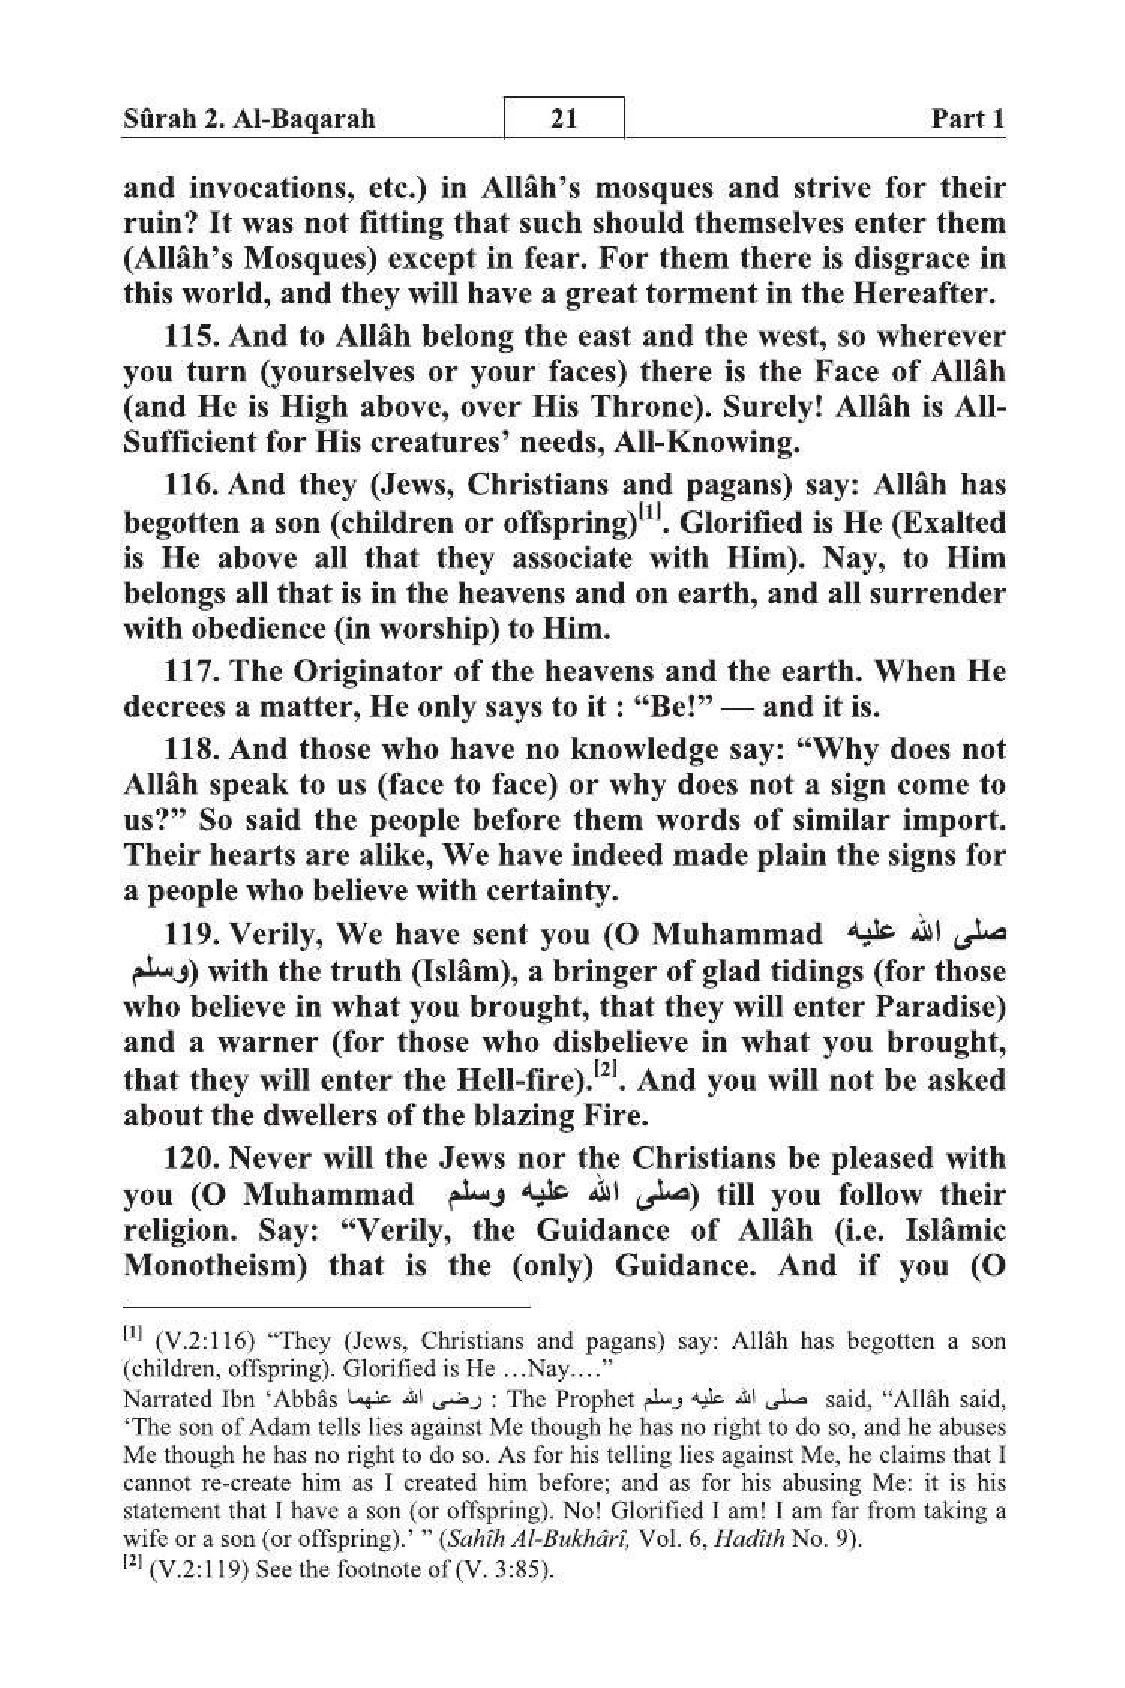 Sûrah 2. Al-Baqarah 21 Part 1
and invocations, etc.) in Allâh’s mosques and strive for their
ruin? It was not fitting that such should themselves enter them
(Allâh’s Mosques) except in fear. For them there is disgrace in
this world, and they will have a great torment in the Hereafter.
115. And to Allâh belong the east and the west, so wherever
you turn (yourselves or your faces) there is the Face of Allâh
(and He is High above, over His Throne). Surely! Allâh is All-
Sufficient for His creatures’ needs, All-Knowing.
116. And they (Jews, Christians and pagans) say: Allâh has
begotten a son (children or offspring)[1]. Glorified is He (Exalted
is He above all that they associate with Him). Nay, to Him
belongs all that is in the heavens and on earth, and all surrender
with obedience (in worship) to Him.
117. The Originator of the heavens and the earth. When He
decrees a matter, He only says to it : “Be!” — and it is.
118. And those who have no knowledge say: “Why does not
Allâh speak to us (face to face) or why does not a sign come to
us?” So said the people before them words of similar import.
Their hearts are alike, We have indeed made plain the signs for
a people who believe with certainty.
119. Verily, We have sent you (O Muhammad صلى الله عليه
وسلم) with the truth (Islâm), a bringer of glad tidings (for those
who believe in what you brought, that they will enter Paradise)
and a warner (for those who disbelieve in what you brought,
that they will enter the Hell-fire).[2]. And you will not be asked
about the dwellers of the blazing Fire.
120. Never will the Jews nor the Christians be pleased with
you (O Muhammad صلى الله عليه وسلم) till you follow their
religion. Say: “Verily, the Guidance of Allâh (i.e. Islâmic
Monotheism) that is the (only) Guidance. And if you (O
[1] (V.2:116) “They (Jews, Christians and pagans) say: Allâh has begotten a son
(children, offspring). Glorified is He …Nay.…”
Narrated Ibn ‘Abbâs رضى الله عنهما : The Prophet صلى الله عليه وسلم said, “Allâh said,
‘The son of Adam tells lies against Me though he has no right to do so, and he abuses
Me though he has no right to do so. As for his telling lies against Me, he claims that I
cannot re-create him as I created him before; and as for his abusing Me: it is his
statement that I have a son (or offspring). No! Glorified I am! I am far from taking a
wife or a son (or offspring).’ ” (Sahîh Al-Bukhârî, Vol. 6, Hadîth No. 9).
[2] (V.2:119) See the footnote of (V. 3:85).